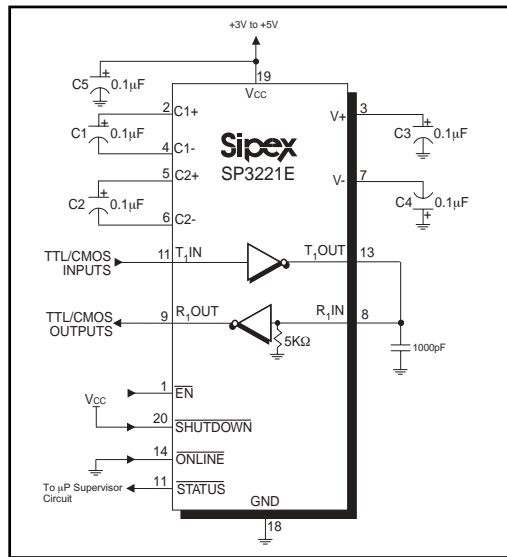 +3V to +5V
C5
+
0.1µF
19
VCC
2
C1+
C1
+
0.1µF
4
C1-
5
C2+
C2
+
0.1µF
6
C2-
Sipex
SP3221E
V+
3
C3
+
0.1µF
V-
7
C4
+
0.1µF
TTL/CMOS
INPUTS
11
T1IN
T1OUT
13
TTL/CMOS
OUTPUTS
9
R1OUT
R1IN
8
5KΩ
1000pF
1
EN
VCC
20
SHUTDOWN
14
ONLINE
To µP Supervisor
Circuit
11
STATUS
GND
18